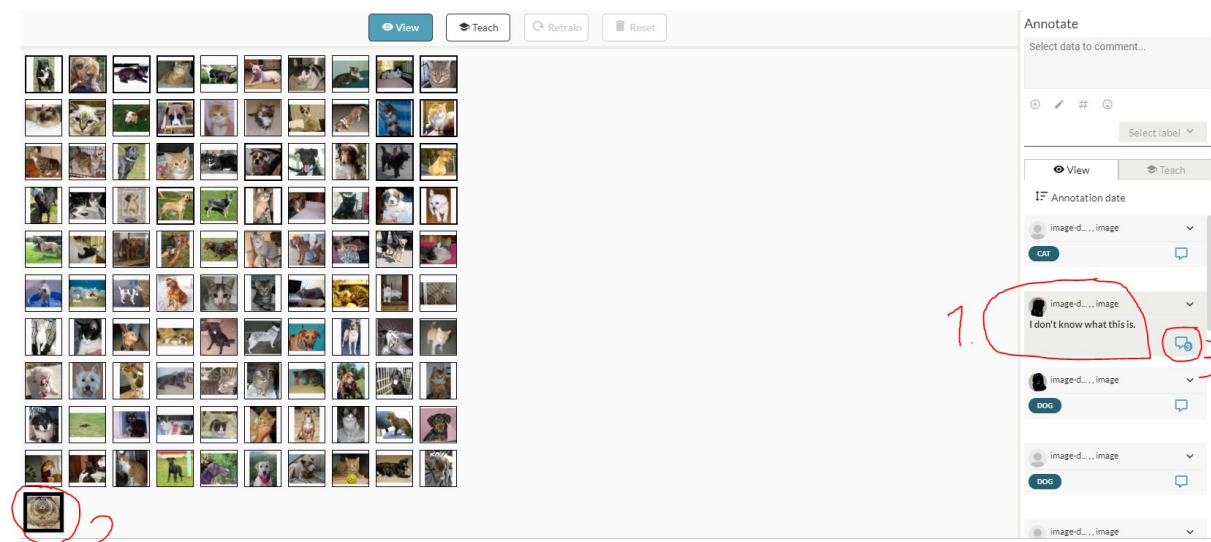 View
Teach
Retrain
Reset
Annotate
Select data to comment...
#
Select label
View
Teach
Annotation date
image-d..., , image
CAT
1.
image-d..., , image
I don't know what this is.
image-d..., , image
DOG
image-d..., , image
DOG
2
image-d..., , image